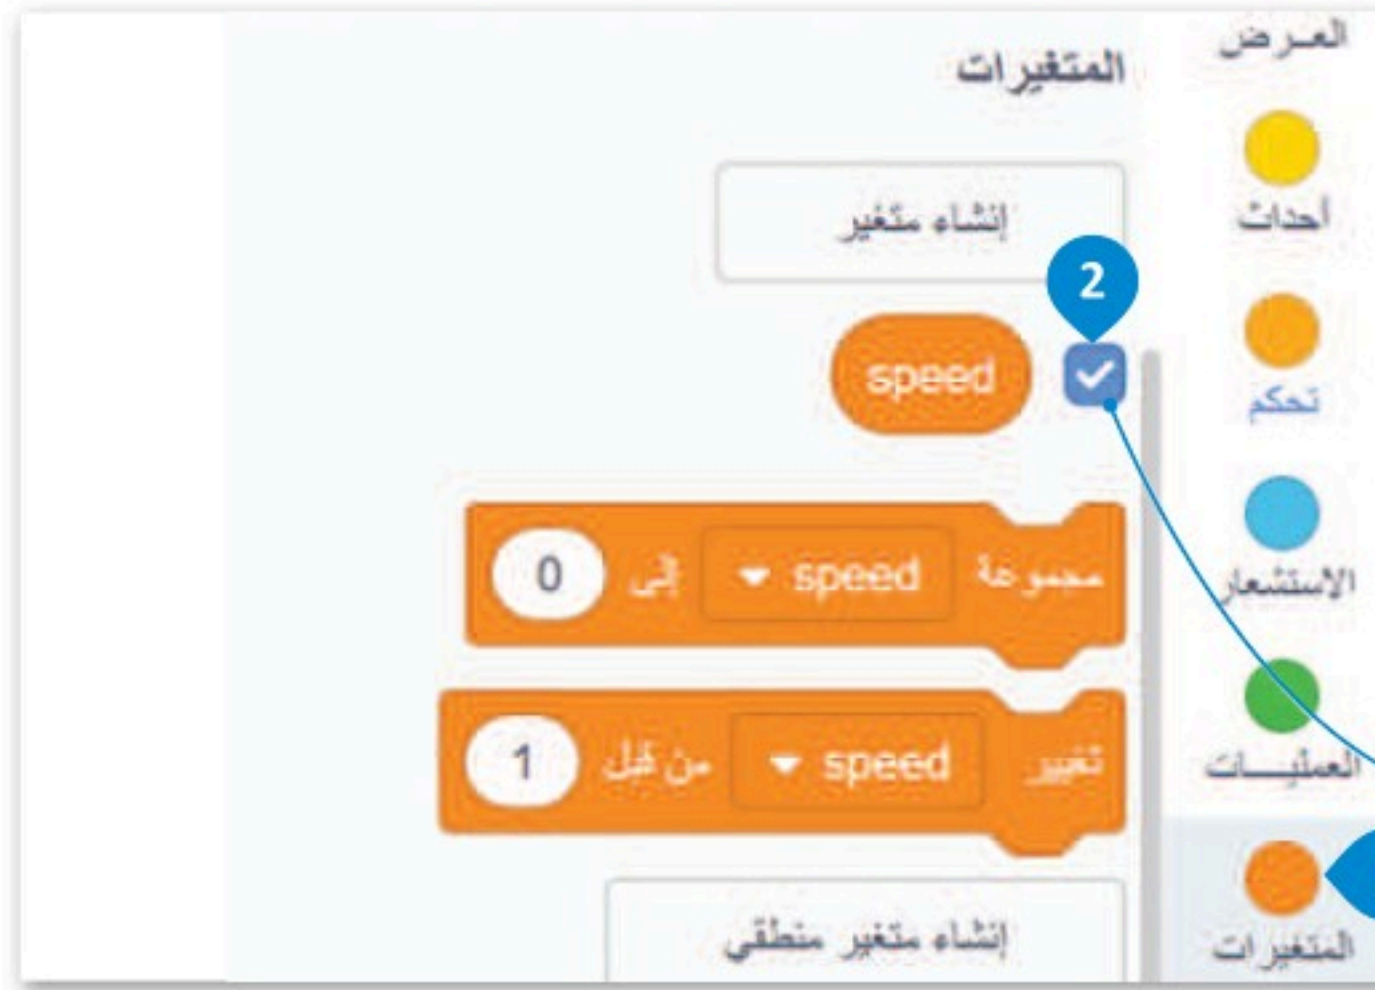 العرض
أحداث
تحكم
الاستشعار
العمليات
المتغيرات
المتغيرات
إنشاء متغير
2
speed
مجموعة speed إلى 0
تغيير speed من قبل 1
إنشاء متغير منطقي